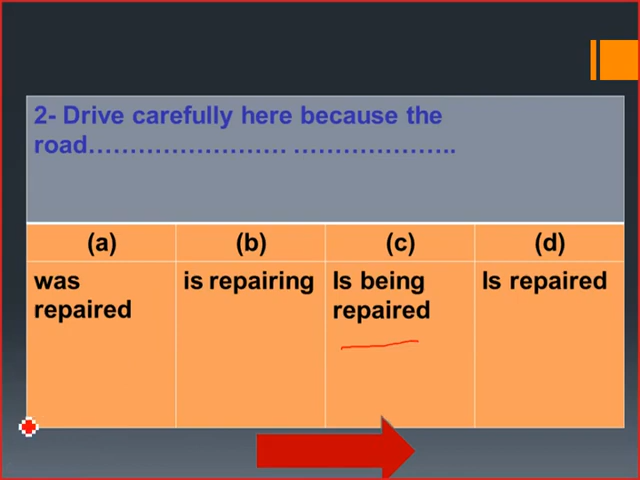 2- Drive carefully here because the
road…………………… ………………..
(a) (b) (c) (d)
was is repairing Is being Is repaired
repaired repaired